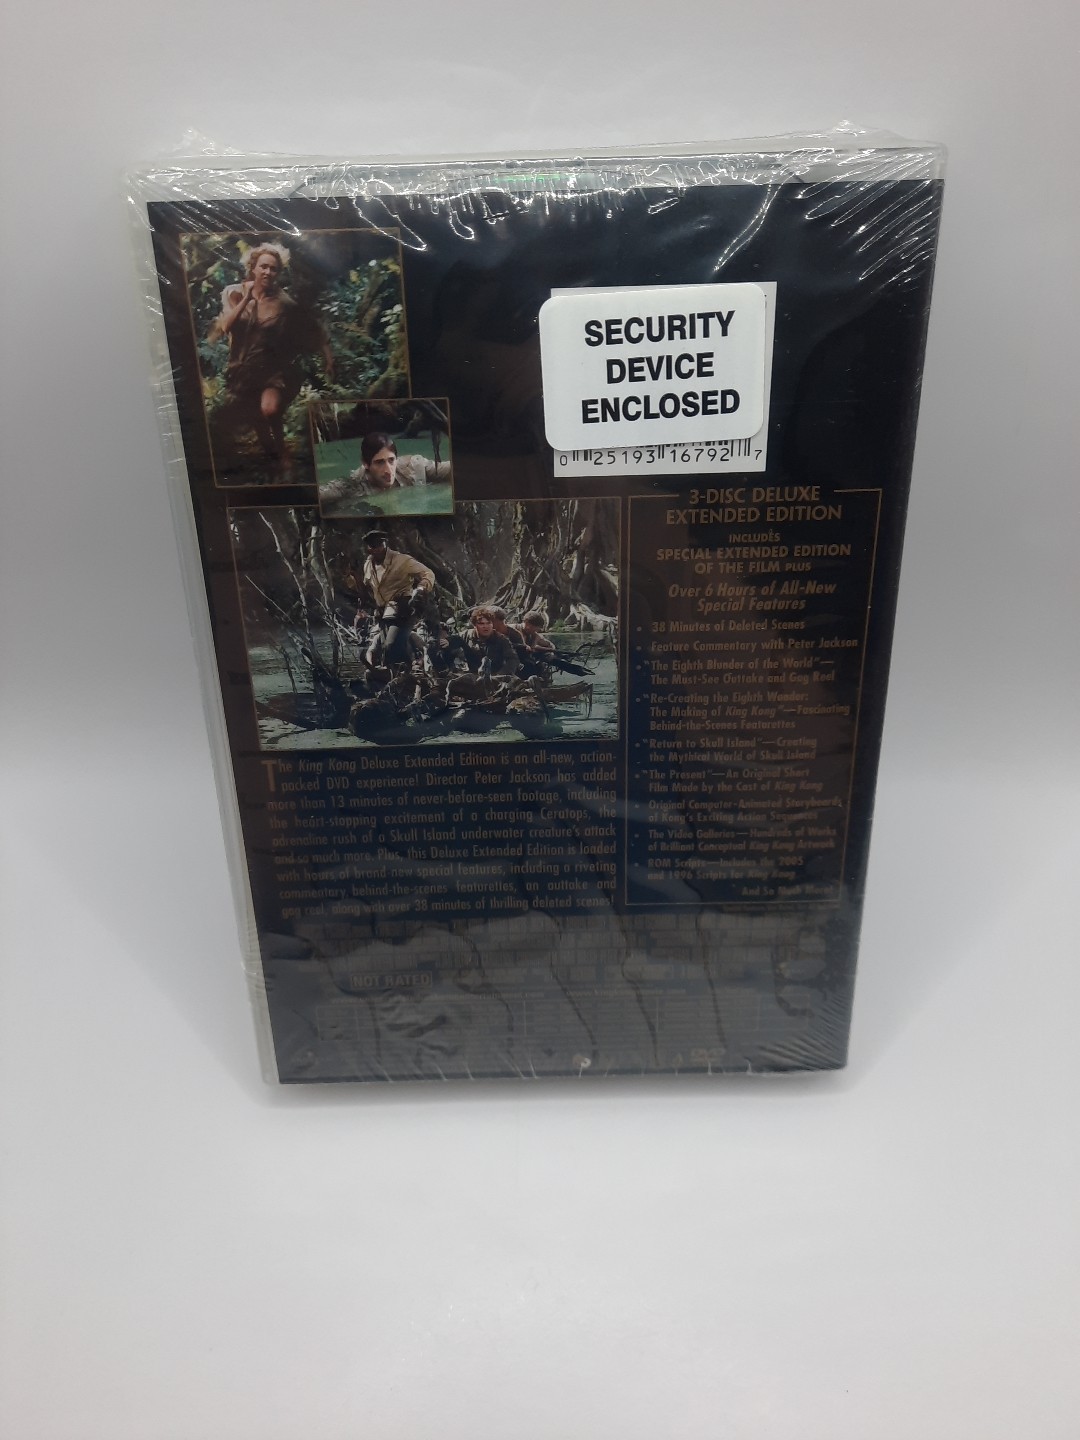 SECURITY
DEVICE
ENCLOSED
0 25193 16792 7
3-DISC DELUXE
EXTENDED EDITION
INCLUDES
SPECIAL EXTENDED EDITION
OF THE FILM PLUS
Over 6 Hours of All-New
Special Features
• 38 Minutes of Deleted Scenes
• Feature Commentary with Peter Jackson
• "The Eighth Blunder of the World"—
The Must-See Outtake and Gag Reel
• "Re-Creating the Eighth Wonder:
The Making of King Kong"—Fascinating
Behind-the-Scenes Featurettes
• "Return to Skull Island"—Creating
the Mythical World of Skull Island
• "The Present"—An Original Short
Film Made by the Cast of King Kong
• Original Computer-Animated Storyboards
of Kong's Exciting Action Sequences
• The Video Galleries—Hundreds of Works
of Brilliant Conceptual King Kong Artwork
• ROM Scripts—Includes the 2005
and 1996 Scripts for King Kong
And So Much More!
The King Kong Deluxe Extended Edition is an all-new, action-
packed DVD experience! Director Peter Jackson has added
more than 13 minutes of never-before-seen footage, including
the heart-stopping excitement of a charging Ceratops, the
adrenaline rush of a Skull Island underwater creature's attack
and so much more. Plus, this Deluxe Extended Edition is loaded
with hours of brand new special features, including a riveting
commentary, behind-the-scenes featurettes, an outtake and
gag reel, along with over 38 minutes of thrilling deleted scenes!
NOT RATED